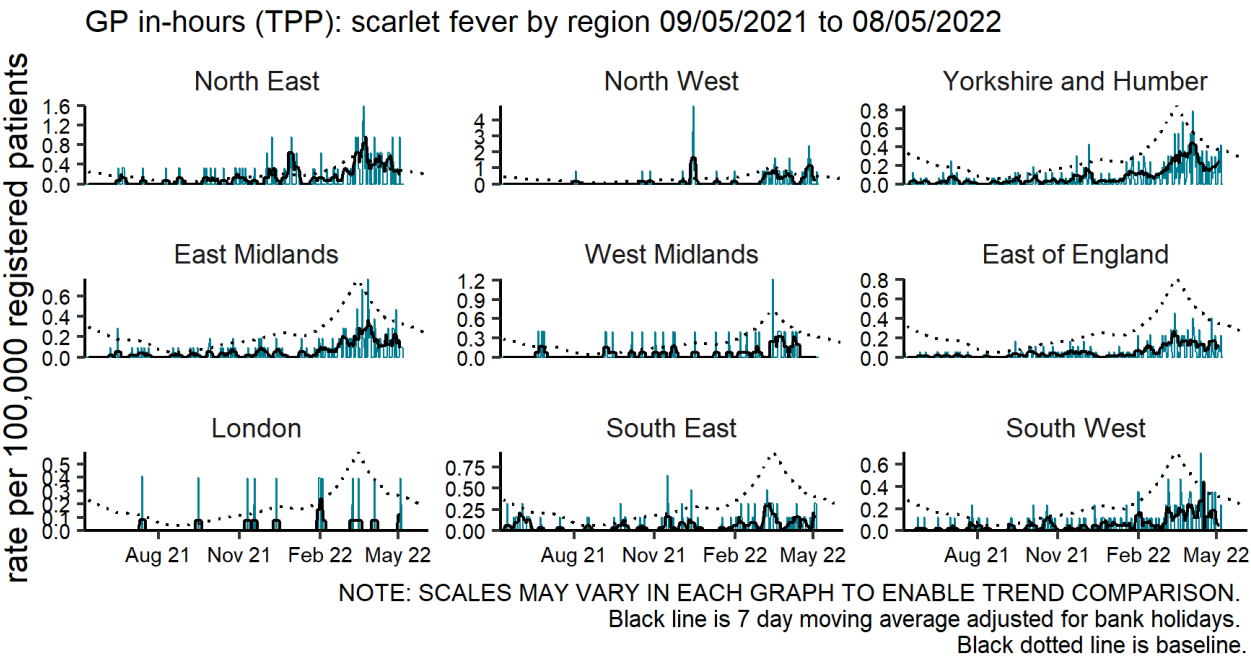 GP in-hours (TPP): scarlet fever by region 09/05/2021 to 08/05/2022
rate per 100,000 registered patients
North East
1.6
1.2
0.8
0.4
0.0
North West
4
3
2
1
0
Yorkshire and Humber
0.8
0.6
0.4
0.2
0.0
East Midlands
0.6
0.4
0.2
0.0
West Midlands
1.2
0.9
0.6
0.3
0.0
East of England
0.8
0.6
0.4
0.2
0.0
London
0.5
0.4
0.3
0.2
0.1
0.0
Aug 21 Nov 21 Feb 22 May 22
South East
0.75
0.50
0.25
0.00
Aug 21 Nov 21 Feb 22 May 22
South West
0.6
0.4
0.2
0.0
Aug 21 Nov 21 Feb 22 May 22
NOTE: SCALES MAY VARY IN EACH GRAPH TO ENABLE TREND COMPARISON.
Black line is 7 day moving average adjusted for bank holidays.
Black dotted line is baseline.